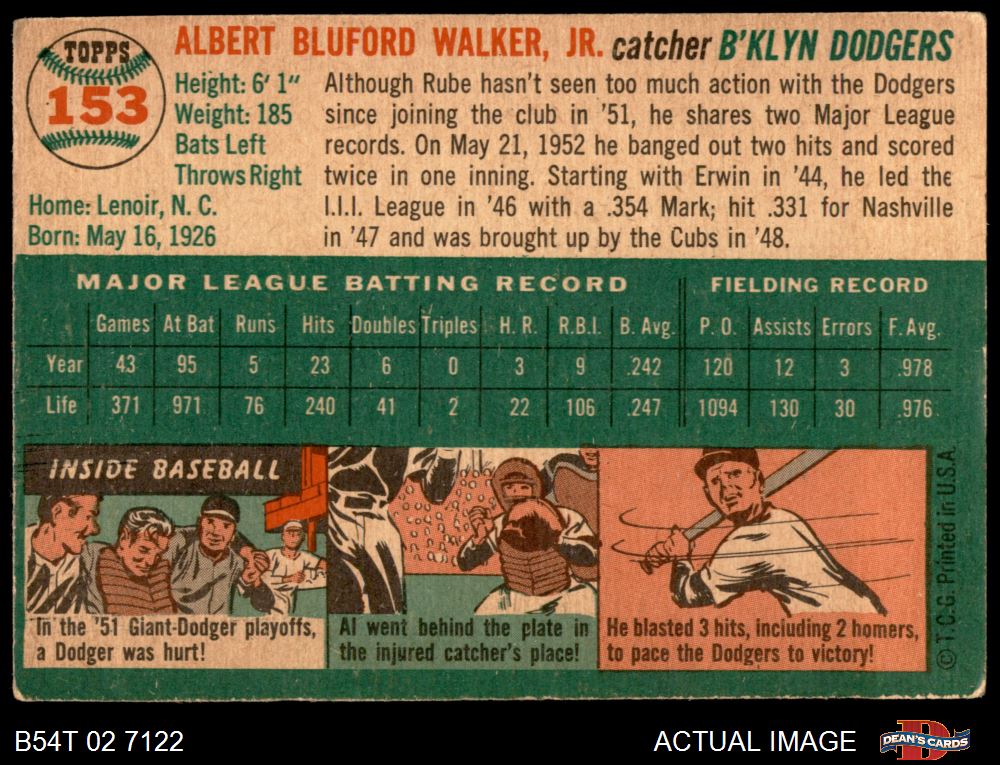 TOPPS
153
ALBERT BLUFORD WALKER, JR. catcher B'KLYN DODGERS
Height: 6' 1"
Weight: 185
Bats Left
Throws Right
Home: Lenoir, N. C.
Born: May 16, 1926
Although Rube hasn't seen too much action with the Dodgers
since joining the club in '51, he shares two Major League
records. On May 21, 1952 he banged out two hits and scored
twice in one inning. Starting with Erwin in '44, he led the
I.I.I. League in '46 with a .354 Mark; hit .331 for Nashville
in '47 and was brought up by the Cubs in '48.
MAJOR LEAGUE BATTING RECORD FIELDING RECORD
Games At Bat Runs Hits Doubles Triples H. R. R.B.I. B. Avg. P. O. Assists Errors F. Avg.
Year 43 95 5 23 6 0 3 9 .242 120 12 3 .978
Life 371 971 76 240 41 2 22 106 .247 1094 130 30 .976
INSIDE BASEBALL
In the '51 Giant-Dodger playoffs,
a Dodger was hurt!
Al went behind the plate in
the injured catcher's place!
He blasted 3 hits, including 2 homers,
to pace the Dodgers to victory!
© T. C. G. Printed in U.S.A.
B54T 02 7122
ACTUAL IMAGE
DEAN'S CARDS